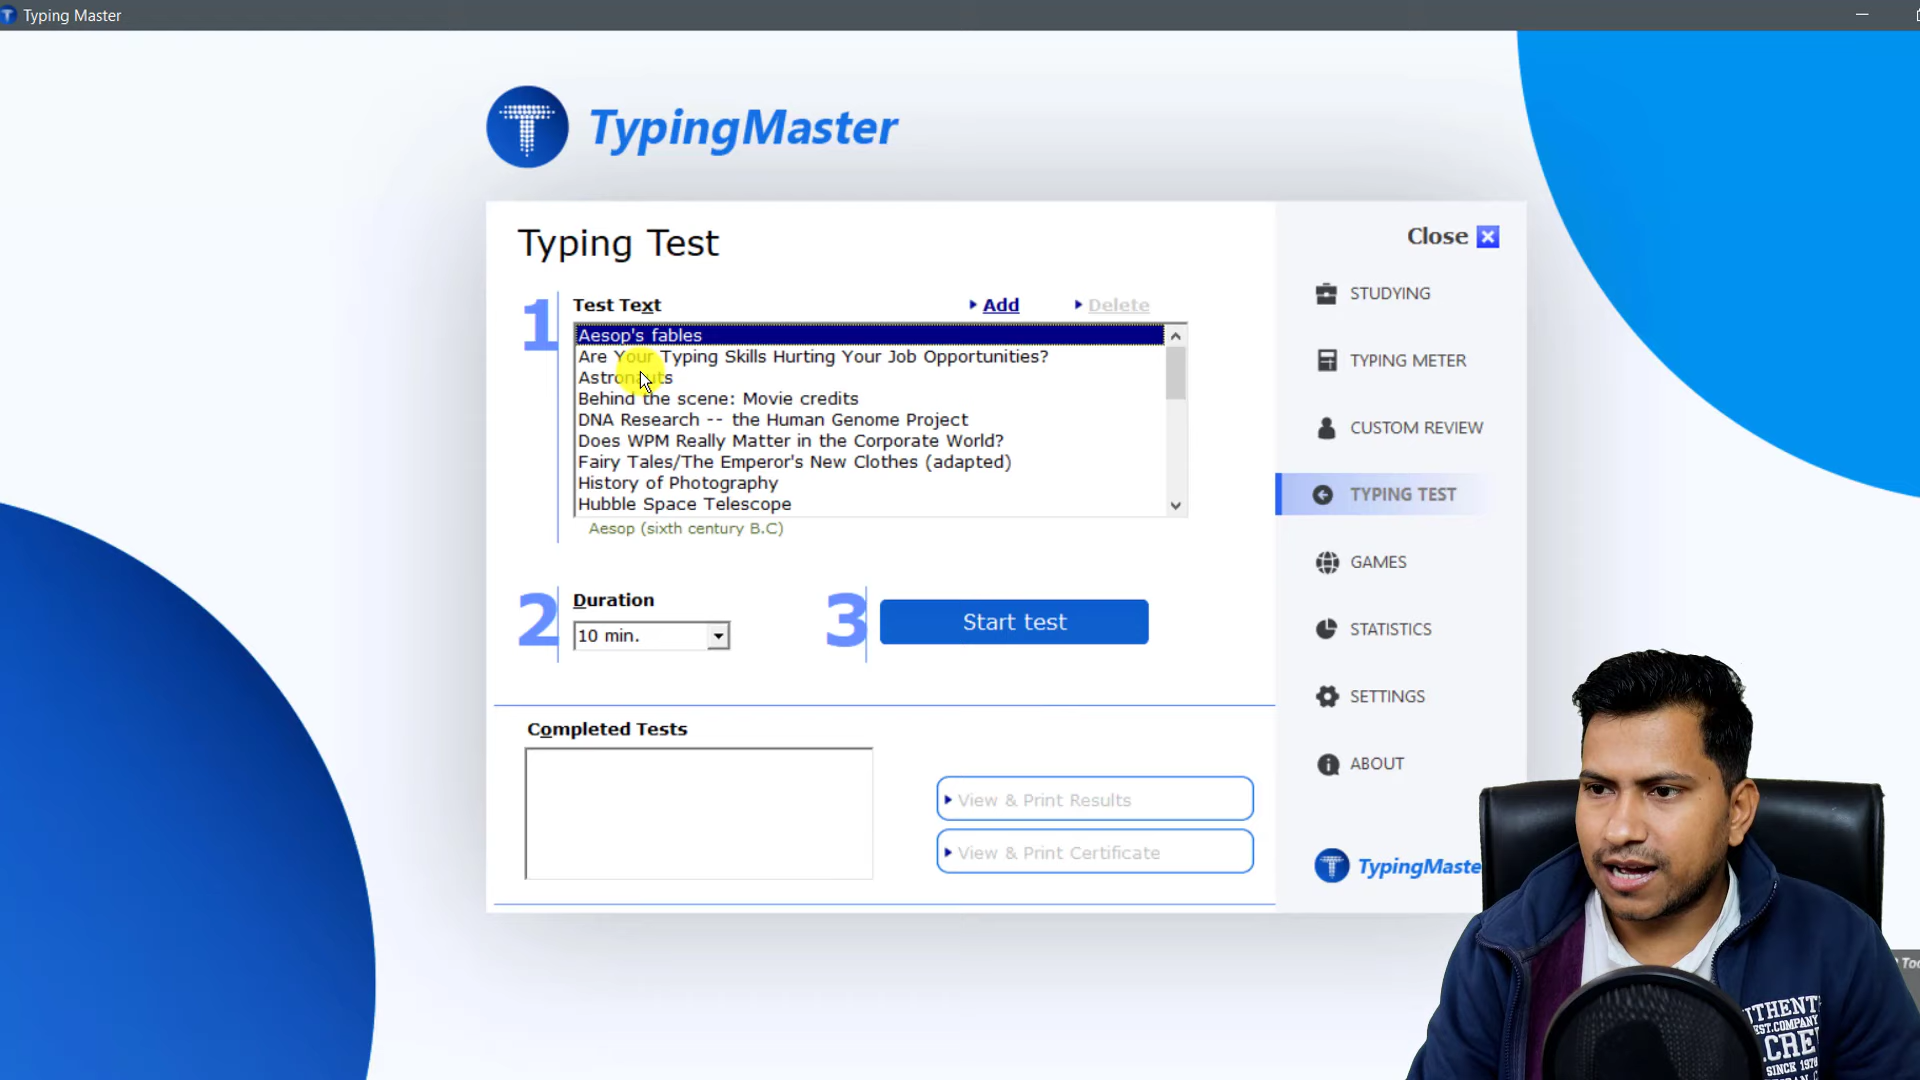 Typing Master
TypingMaster
Typing Test
Close
1
Test Text
Add
Delete
Aesop's fables
Are Your Typing Skills Hurting Your Job Opportunities?
Astronauts
Behind the scene: Movie credits
DNA Research -- the Human Genome Project
Does WPM Really Matter in the Corporate World?
Fairy Tales/The Emperor's New Clothes (adapted)
History of Photography
Hubble Space Telescope
Aesop (sixth century B.C)
2
Duration
10 min.
3
Start test
Completed Tests
View & Print Results
View & Print Certificate
STUDYING
TYPING METER
CUSTOM REVIEW
TYPING TEST
GAMES
STATISTICS
SETTINGS
ABOUT
TypingMaste
SINCE 1978